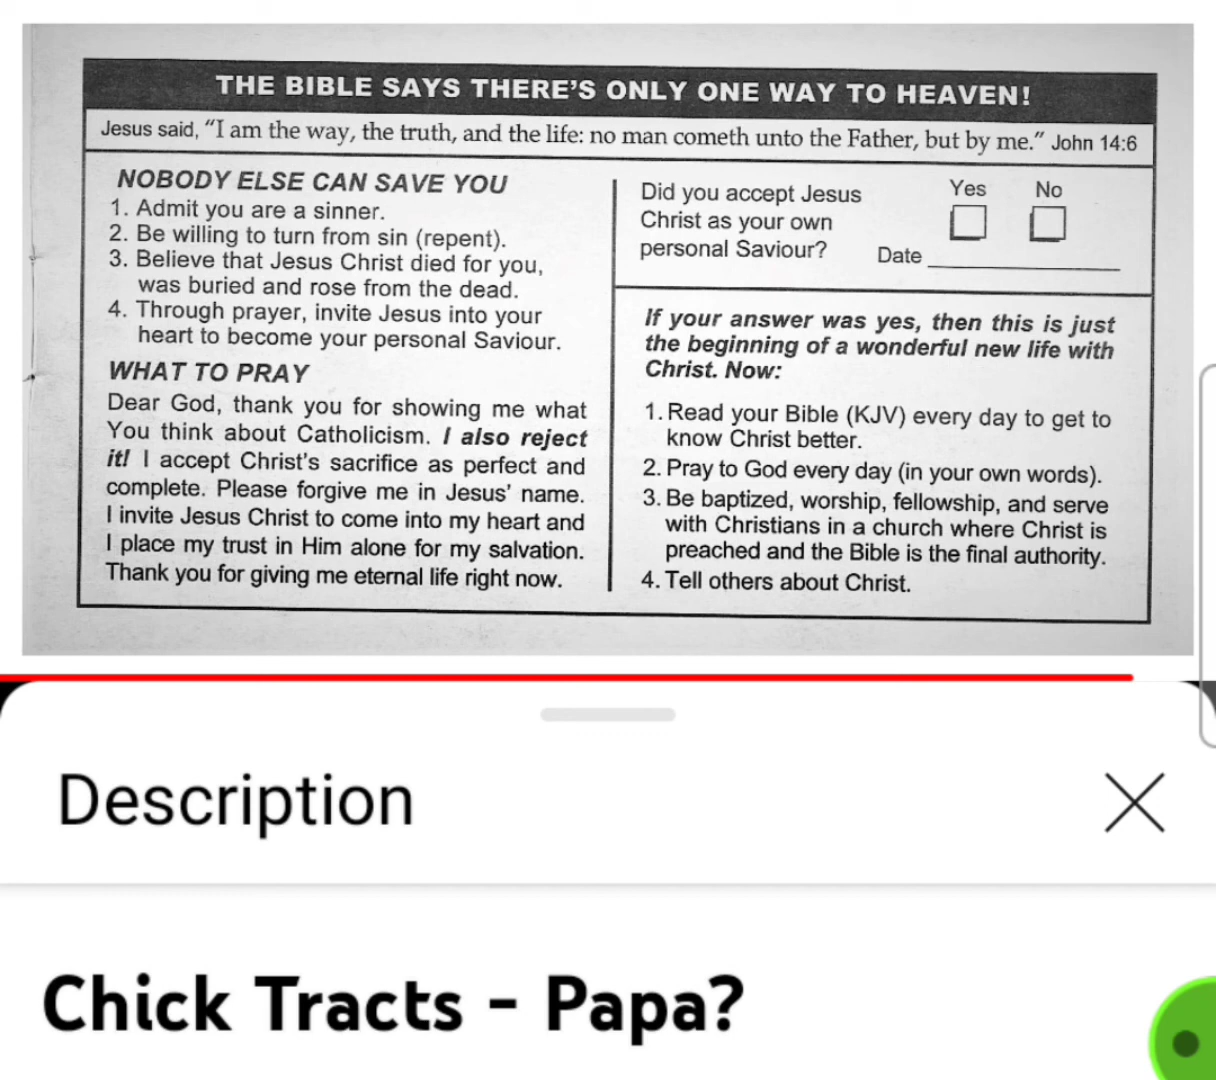 THE BIBLE SAYS THERE'S ONLY ONE WAY TO HEAVEN!
Jesus said, “I am the way, the truth, and the life: no man cometh unto the Father, but by me.” John 14:6
NOBODY ELSE CAN SAVE YOU
1. Admit you are a sinner.
2. Be willing to turn from sin (repent).
3. Believe that Jesus Christ died for you,
was buried and rose from the dead.
4. Through prayer, invite Jesus into your
heart to become your personal Saviour.
WHAT TO PRAY
Dear God, thank you for showing me what
You think about Catholicism. I also reject
it! I accept Christ's sacrifice as perfect and
complete. Please forgive me in Jesus' name.
I invite Jesus Christ to come into my heart and
I place my trust in Him alone for my salvation.
Thank you for giving me eternal life right now.
Did you accept Jesus
Christ as your own
personal Saviour?
Yes No
Date
If your answer was yes, then this is just
the beginning of a wonderful new life with
Christ. Now:
1. Read your Bible (KJV) every day to get to
know Christ better.
2. Pray to God every day (in your own words).
3. Be baptized, worship, fellowship, and serve
with Christians in a church where Christ is
preached and the Bible is the final authority.
4. Tell others about Christ.
Description
Chick Tracts - Papa?